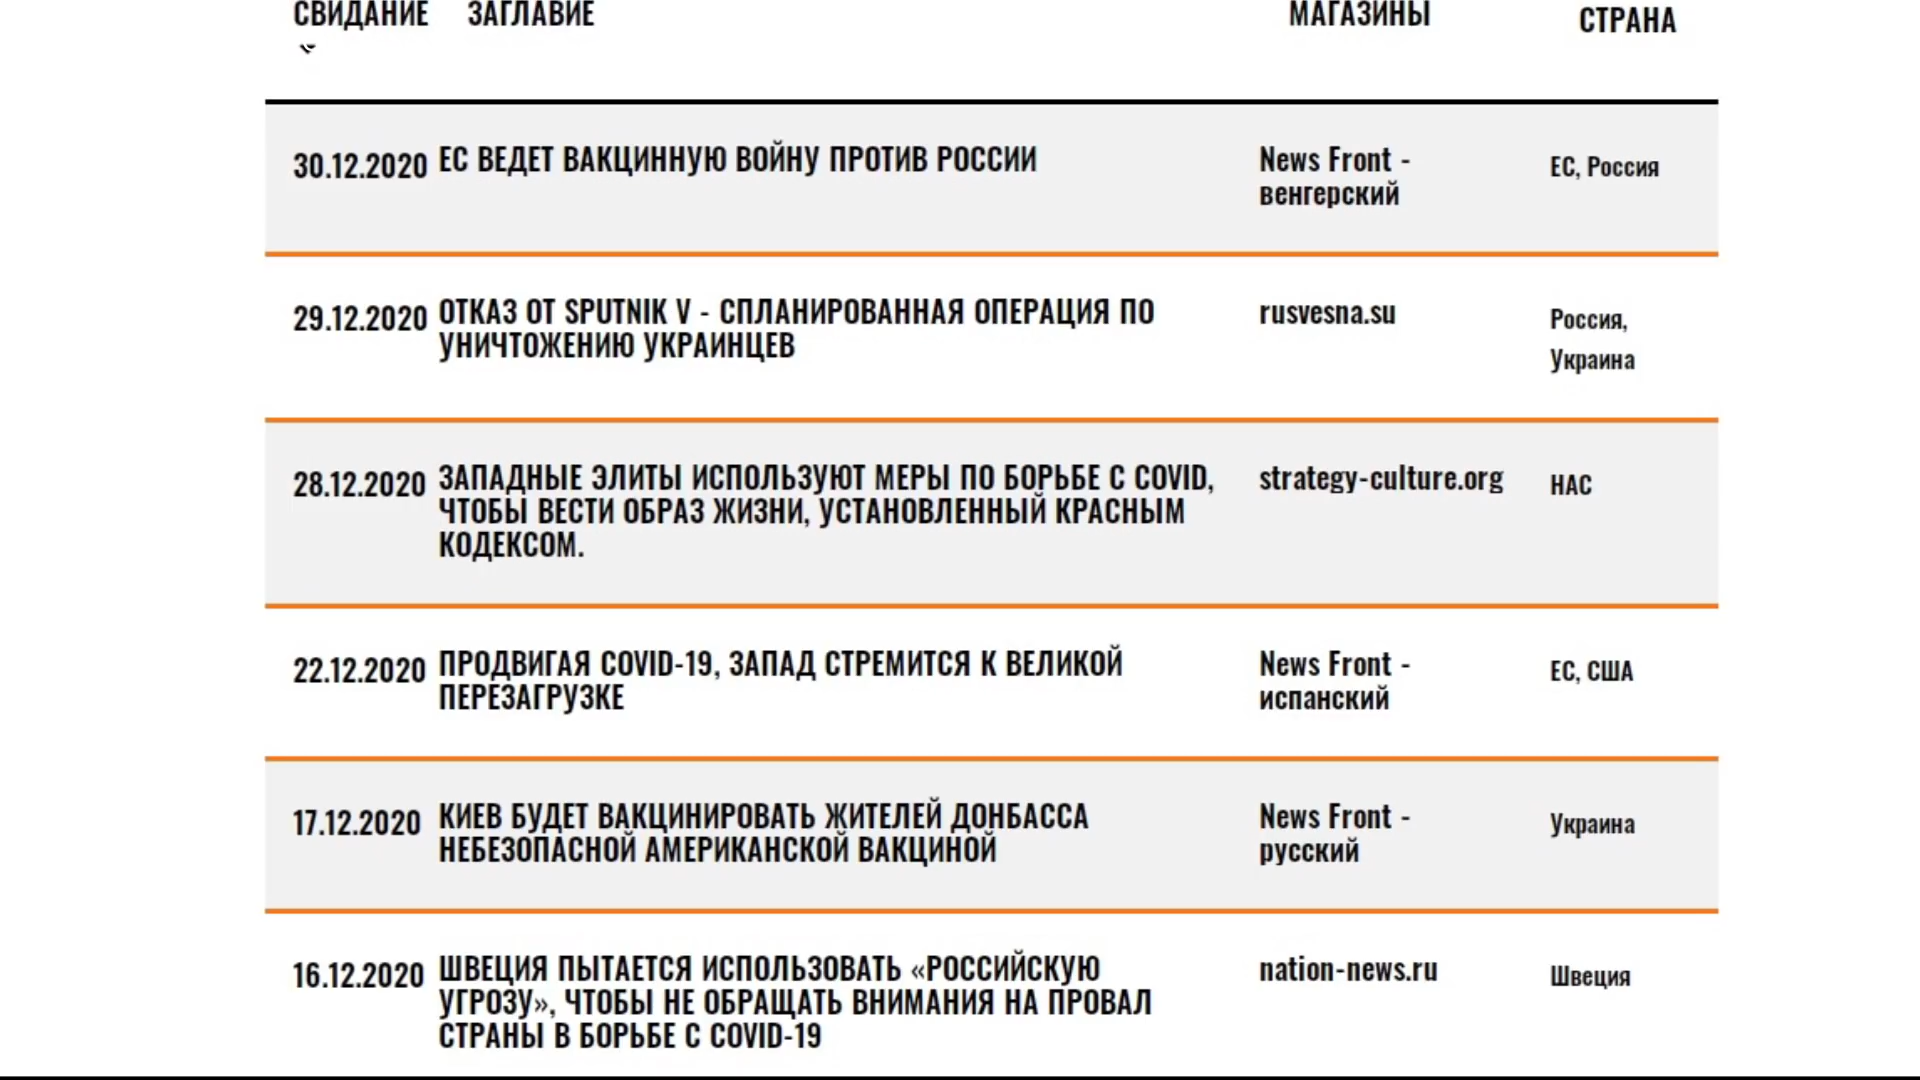 СВИДАНИЕ ЗАГЛАВИЕ МАГАЗИНЫ СТРАНА
30.12.2020 ЕС ВЕДЕТ ВАКЦИННУЮ ВОЙНУ ПРОТИВ РОССИИ News Front - ЕС, Россия
венгерский
29.12.2020 ОТКАЗ ОТ SPUTNIK V - СПЛАНИРОВАННАЯ ОПЕРАЦИЯ ПО rusvesna.su Россия,
УНИЧТОЖЕНИЮ УКРАИНЦЕВ Украина
28.12.2020 ЗАПАДНЫЕ ЭЛИТЫ ИСПОЛЬЗУЮТ МЕРЫ ПО БОРЬБЕ С COVID, strategy-culture.org НАС
ЧТОБЫ ВЕСТИ ОБРАЗ ЖИЗНИ, УСТАНОВЛЕННЫЙ КРАСНЫМ
КОДЕКСОМ.
22.12.2020 ПРОДВИГАЯ COVID-19, ЗАПАД СТРЕМИТСЯ К ВЕЛИКОЙ News Front - ЕС, США
ПЕРЕЗАГРУЗКЕ испанский
17.12.2020 КИЕВ БУДЕТ ВАКЦИНИРОВАТЬ ЖИТЕЛЕЙ ДОНБАССА News Front - Украина
НЕБЕЗОПАСНОЙ АМЕРИКАНСКОЙ ВАКЦИНОЙ русский
16.12.2020 ШВЕЦИЯ ПЫТАЕТСЯ ИСПОЛЬЗОВАТЬ «РОССИЙСКУЮ nation-news.ru Швеция
УГРОЗУ», ЧТОБЫ НЕ ОБРАЩАТЬ ВНИМАНИЯ НА ПРОВАЛ
СТРАНЫ В БОРЬБЕ С COVID-19